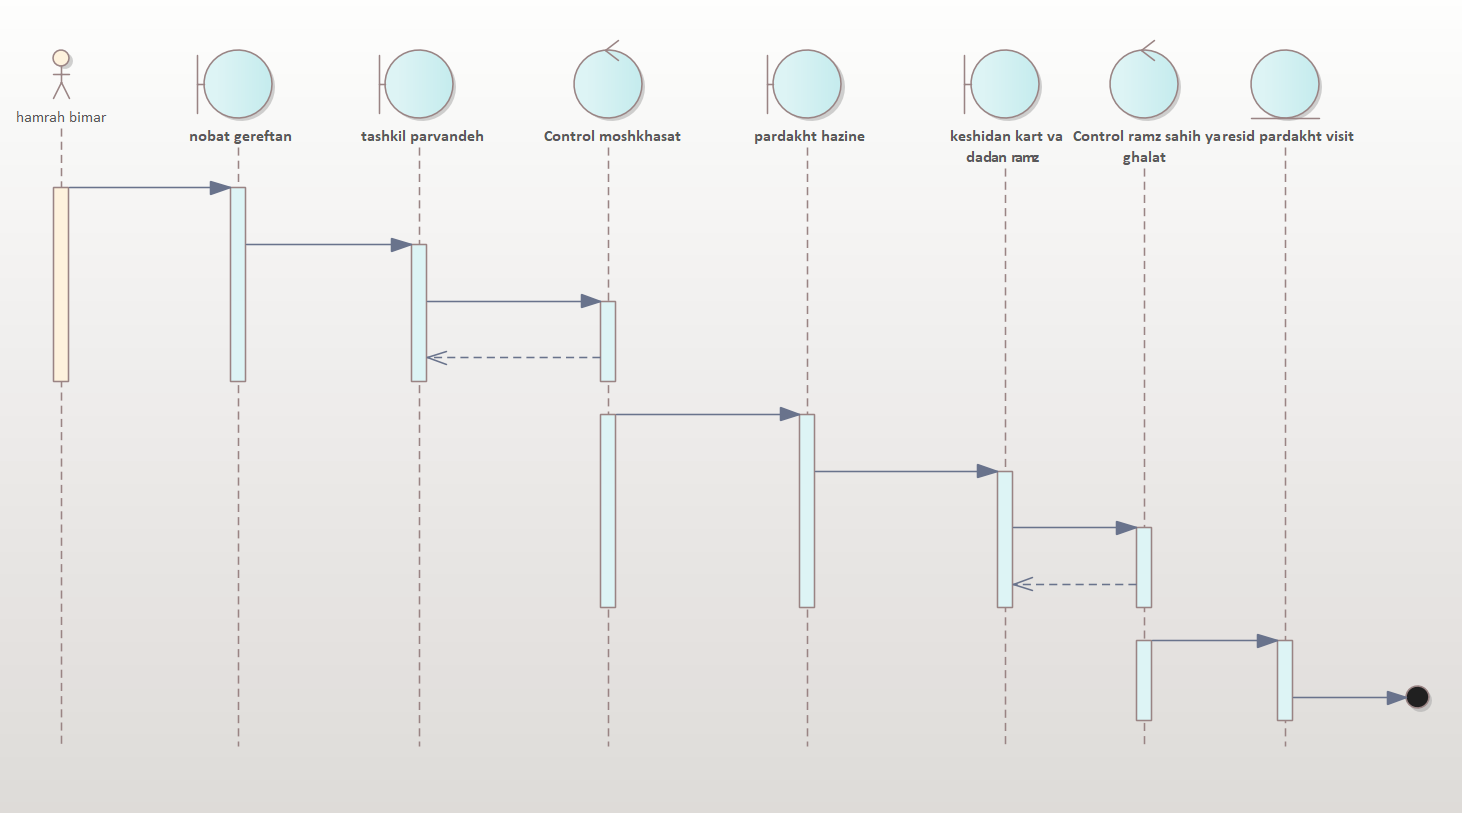 hamrah bimar
nobat gereftan
tashkil parvandeh
Control moshkhasat
pardakht hazine
keshidan kart va
dadan ramz
Control ramz sahih ya
ghalat
resid pardakht visit